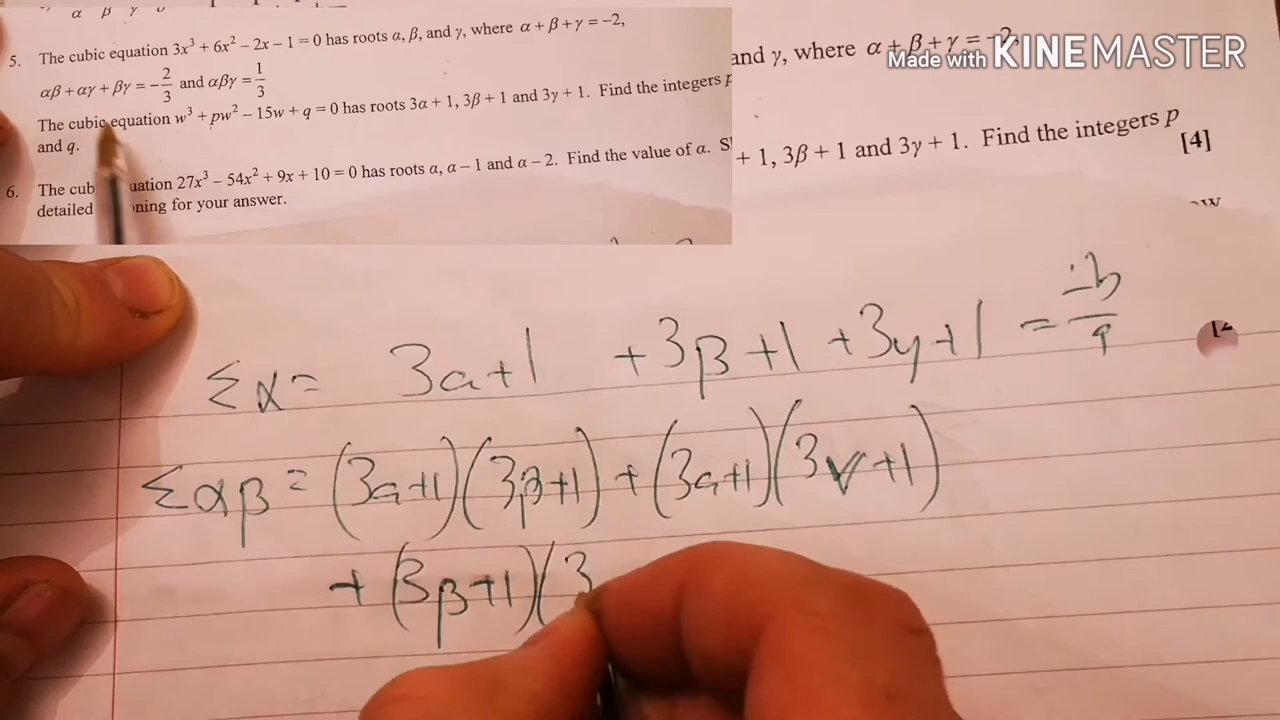 α β γ
5. The cubic equation 3x³ + 6x² − 2x − 1 = 0 has roots α, β, and γ, where α + β + γ = −2,
αβ + αγ + βγ = −2/3 and αβγ = 1/3
The cubic equation w³ + pw² − 15w + q = 0 has roots 3α + 1, 3β + 1 and 3γ + 1. Find the integers p
and q.
6. The cub uation 27x³ − 54x² + 9x + 10 = 0 has roots α, α − 1 and α − 2. Find the value of α. S
detailed ning for your answer.
and γ, where α + β + γ = −2,
Made with KINEMASTER
+ 1, 3β + 1 and 3γ + 1. Find the integers p
[4]
Σα = 3α+1 +3β+1 +3γ+1 = -b/a
Σαβ = (3α+1)(3β+1) + (3α+1)(3γ+1)
+ (3β+1)(3